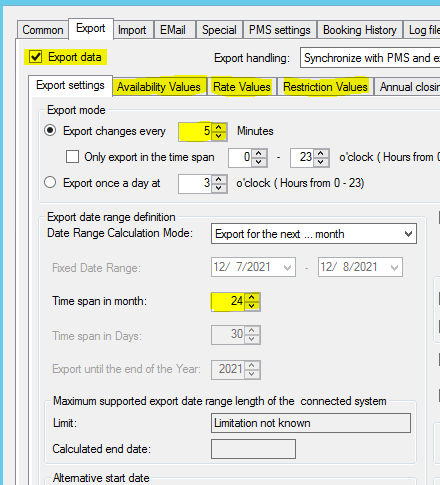 Common Export Import EMail Special PMS settings Booking History Log file
Export data Export handling: Synchronize with PMS and
Export settings Availability Values Rate Values Restriction Values Annual closin
Export mode
Export changes every 5 Minutes
Only export in the time span 0 - 23 o'clock ( Hours from 0
Export once a day at 3 o'clock ( Hours from 0 - 23)
Export date range definition
Date Range Calculation Mode: Export for the next ... month
Fixed Date Range: 12/ 7/2021 - 12/ 8/2021
Time span in month: 24
Time span in Days: 30
Export until the end of the Year: 2021
Maximum supported export date range length of the connected system
Limit: Limitation not known
Calculated end date:
Alternative start date